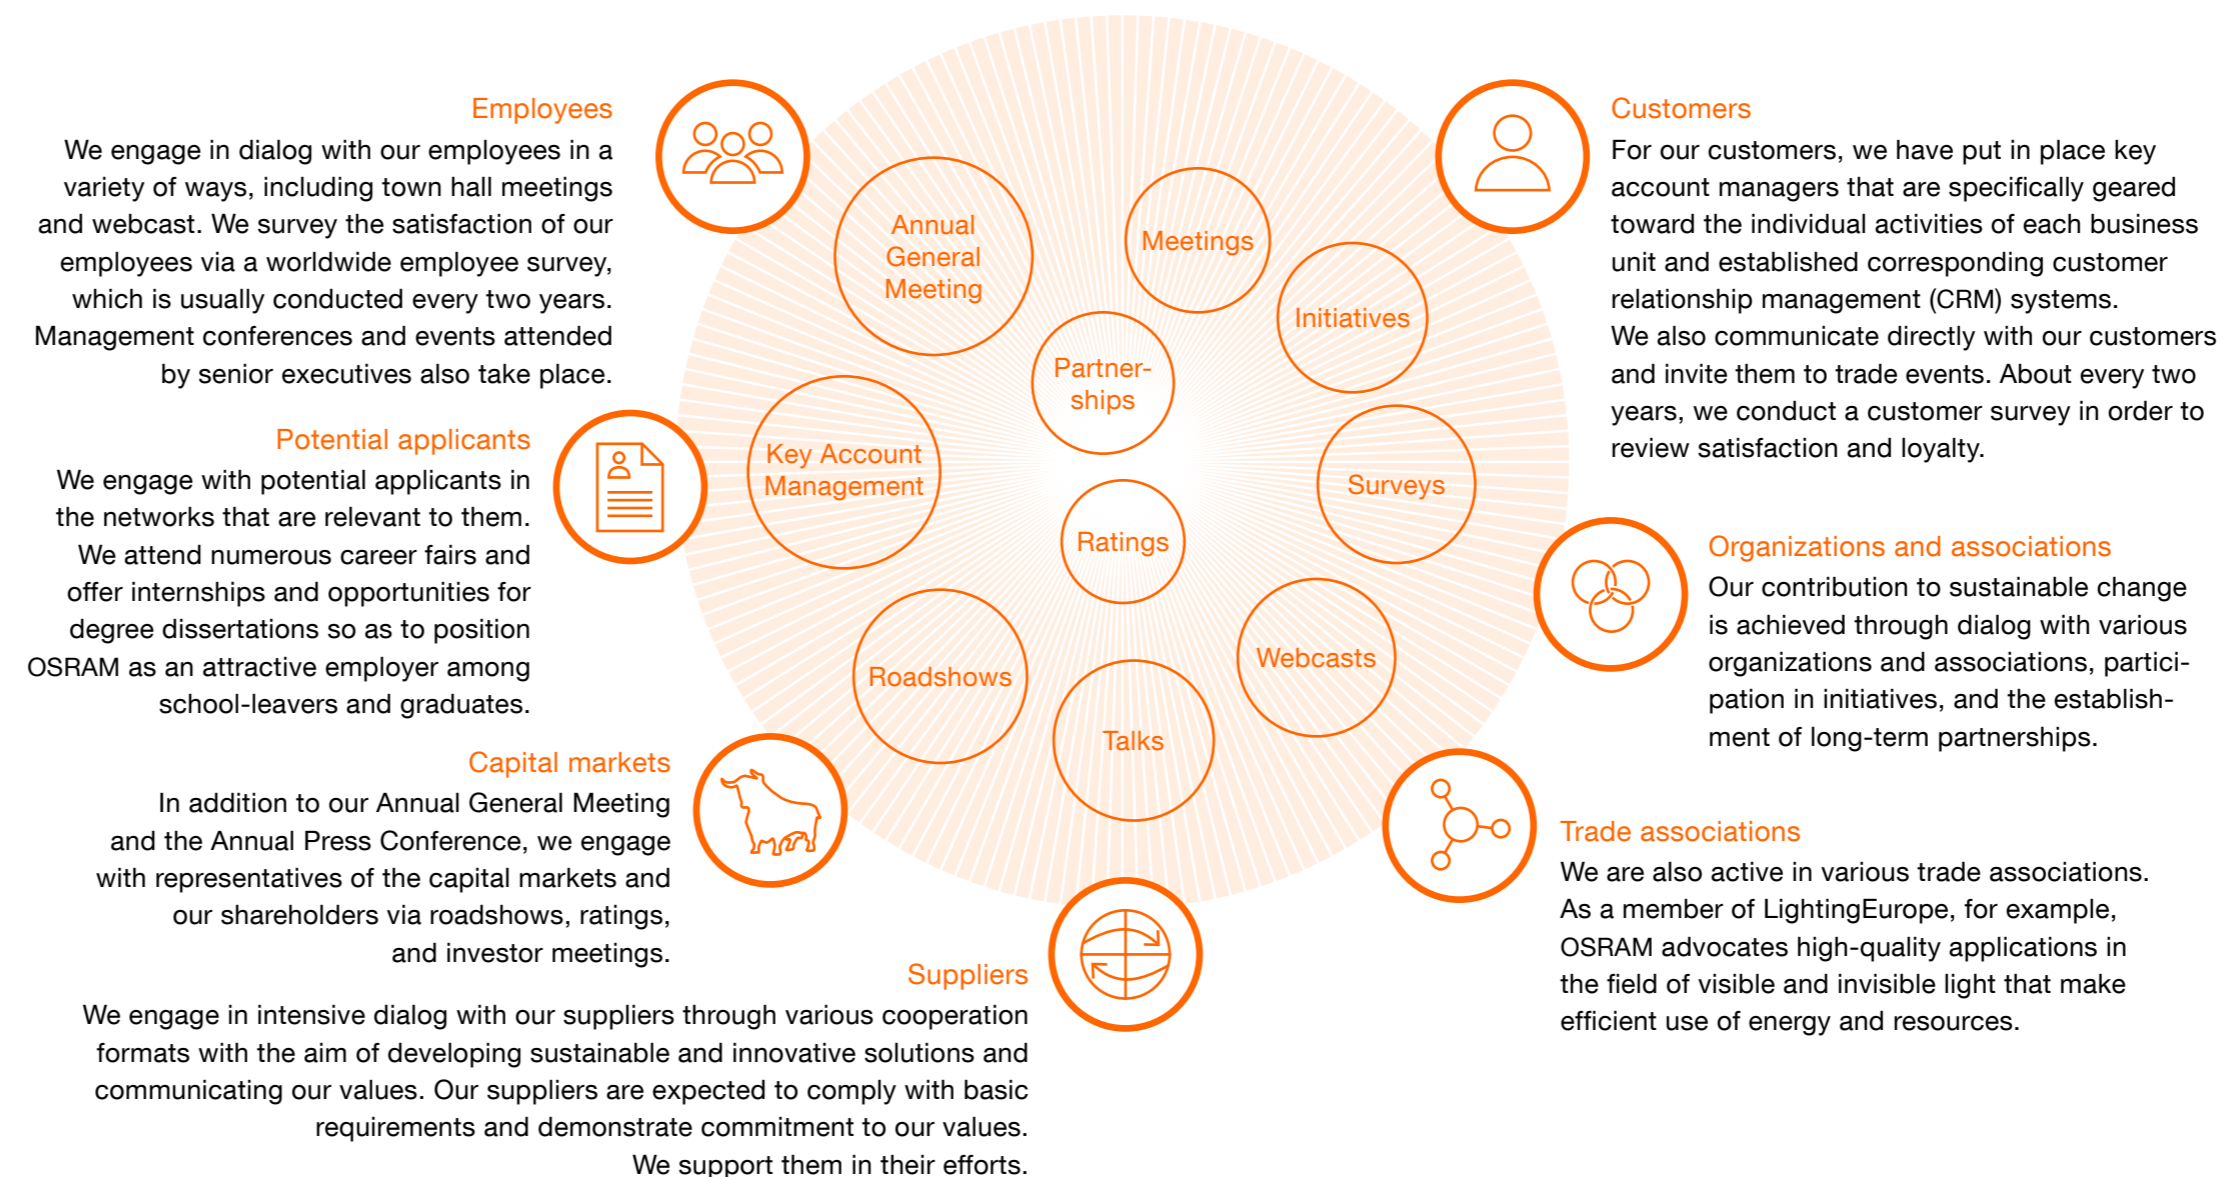 Employees
We engage in dialog with our employees in a
variety of ways, including town hall meetings
and webcast. We survey the satisfaction of our
employees via a worldwide employee survey,
which is usually conducted every two years.
Management conferences and events attended
by senior executives also take place.
Potential applicants
We engage with potential applicants in
the networks that are relevant to them.
We attend numerous career fairs and
offer internships and opportunities for
degree dissertations so as to position
OSRAM as an attractive employer among
school-leavers and graduates.
Capital markets
In addition to our Annual General Meeting
and the Annual Press Conference, we engage
with representatives of the capital markets and
our shareholders via roadshows, ratings,
and investor meetings.
Suppliers
We engage in intensive dialog with our suppliers through various cooperation
formats with the aim of developing sustainable and innovative solutions and
communicating our values. Our suppliers are expected to comply with basic
requirements and demonstrate commitment to our values.
We support them in their efforts.
Annual
General
Meeting
Meetings
Initiatives
Partner-
ships
Key Account
Management
Surveys
Ratings
Webcasts
Roadshows
Talks
Customers
For our customers, we have put in place key
account managers that are specifically geared
toward the individual activities of each business
unit and established corresponding customer
relationship management (CRM) systems.
We also communicate directly with our customers
and invite them to trade events. About every two
years, we conduct a customer survey in order to
review satisfaction and loyalty.
Organizations and associations
Our contribution to sustainable change
is achieved through dialog with various
organizations and associations, partici-
pation in initiatives, and the establish-
ment of long-term partnerships.
Trade associations
We are also active in various trade associations.
As a member of LightingEurope, for example,
OSRAM advocates high-quality applications in
the field of visible and invisible light that make
efficient use of energy and resources.